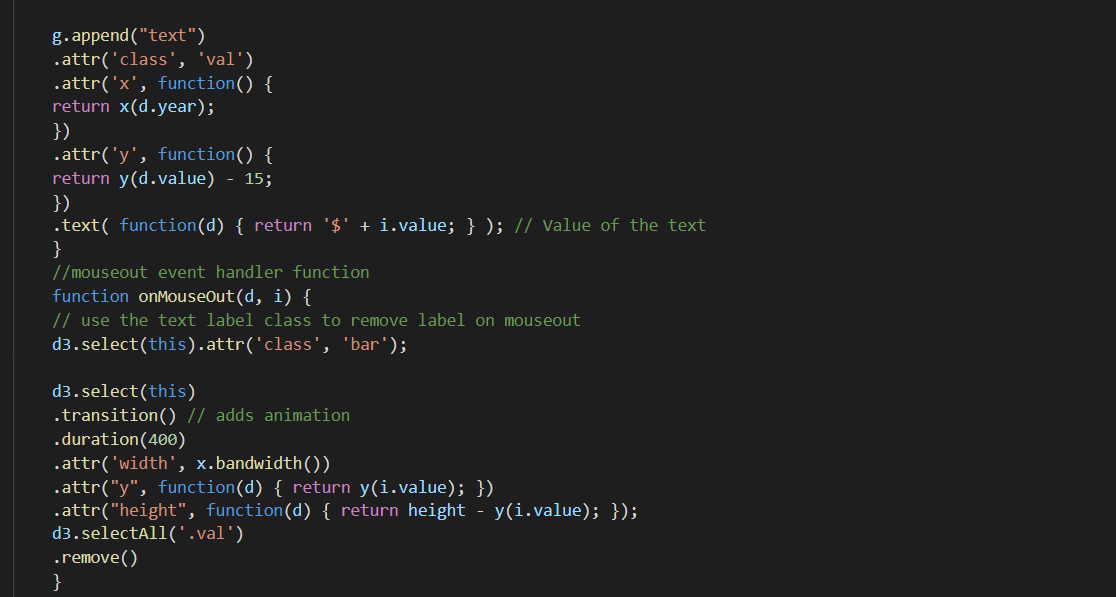 g.append("text")
.attr('class', 'val')
.attr('x', function() {
return x(d.year);
})
.attr('y', function() {
return y(d.value) - 15;
})
.text( function(d) { return '$' + i.value; } ); // Value of the text
}
//mouseout event handler function
function onMouseOut(d, i) {
// use the text label class to remove label on mouseout
d3.select(this).attr('class', 'bar');
d3.select(this)
.transition() // adds animation
.duration(400)
.attr('width', x.bandwidth())
.attr("y", function(d) { return y(i.value); })
.attr("height", function(d) { return height - y(i.value); });
d3.selectAll('.val')
.remove()
}